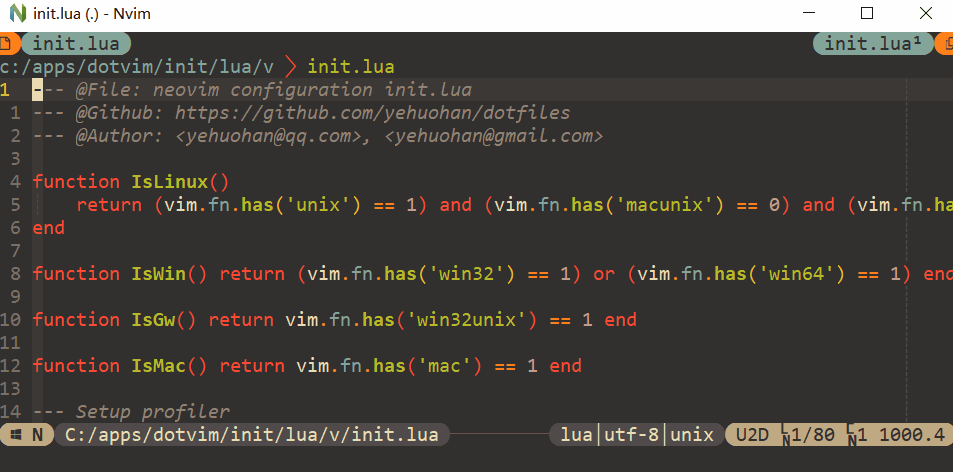 init.lua (.) - Nvim
init.lua init.lua¹
c:/apps/dotvim/init/lua/v init.lua
1 --- @File: neovim configuration init.lua
1 --- @Github: https://github.com/yehuohan/dotfiles
2 --- @Author: <yehuohan@qq.com>, <yehuohan@gmail.com>
3
4 function IsLinux()
5 return (vim.fn.has('unix') == 1) and (vim.fn.has('macunix') == 0) and (vim.fn.ha
6 end
7
8 function IsWin() return (vim.fn.has('win32') == 1) or (vim.fn.has('win64') == 1) end
9
10 function IsGw() return vim.fn.has('win32unix') == 1 end
11
12 function IsMac() return vim.fn.has('mac') == 1 end
13
14 --- Setup profiler
N C:/apps/dotvim/init/lua/v/init.lua lua|utf-8|unix U2D 1/80 1 1000.4